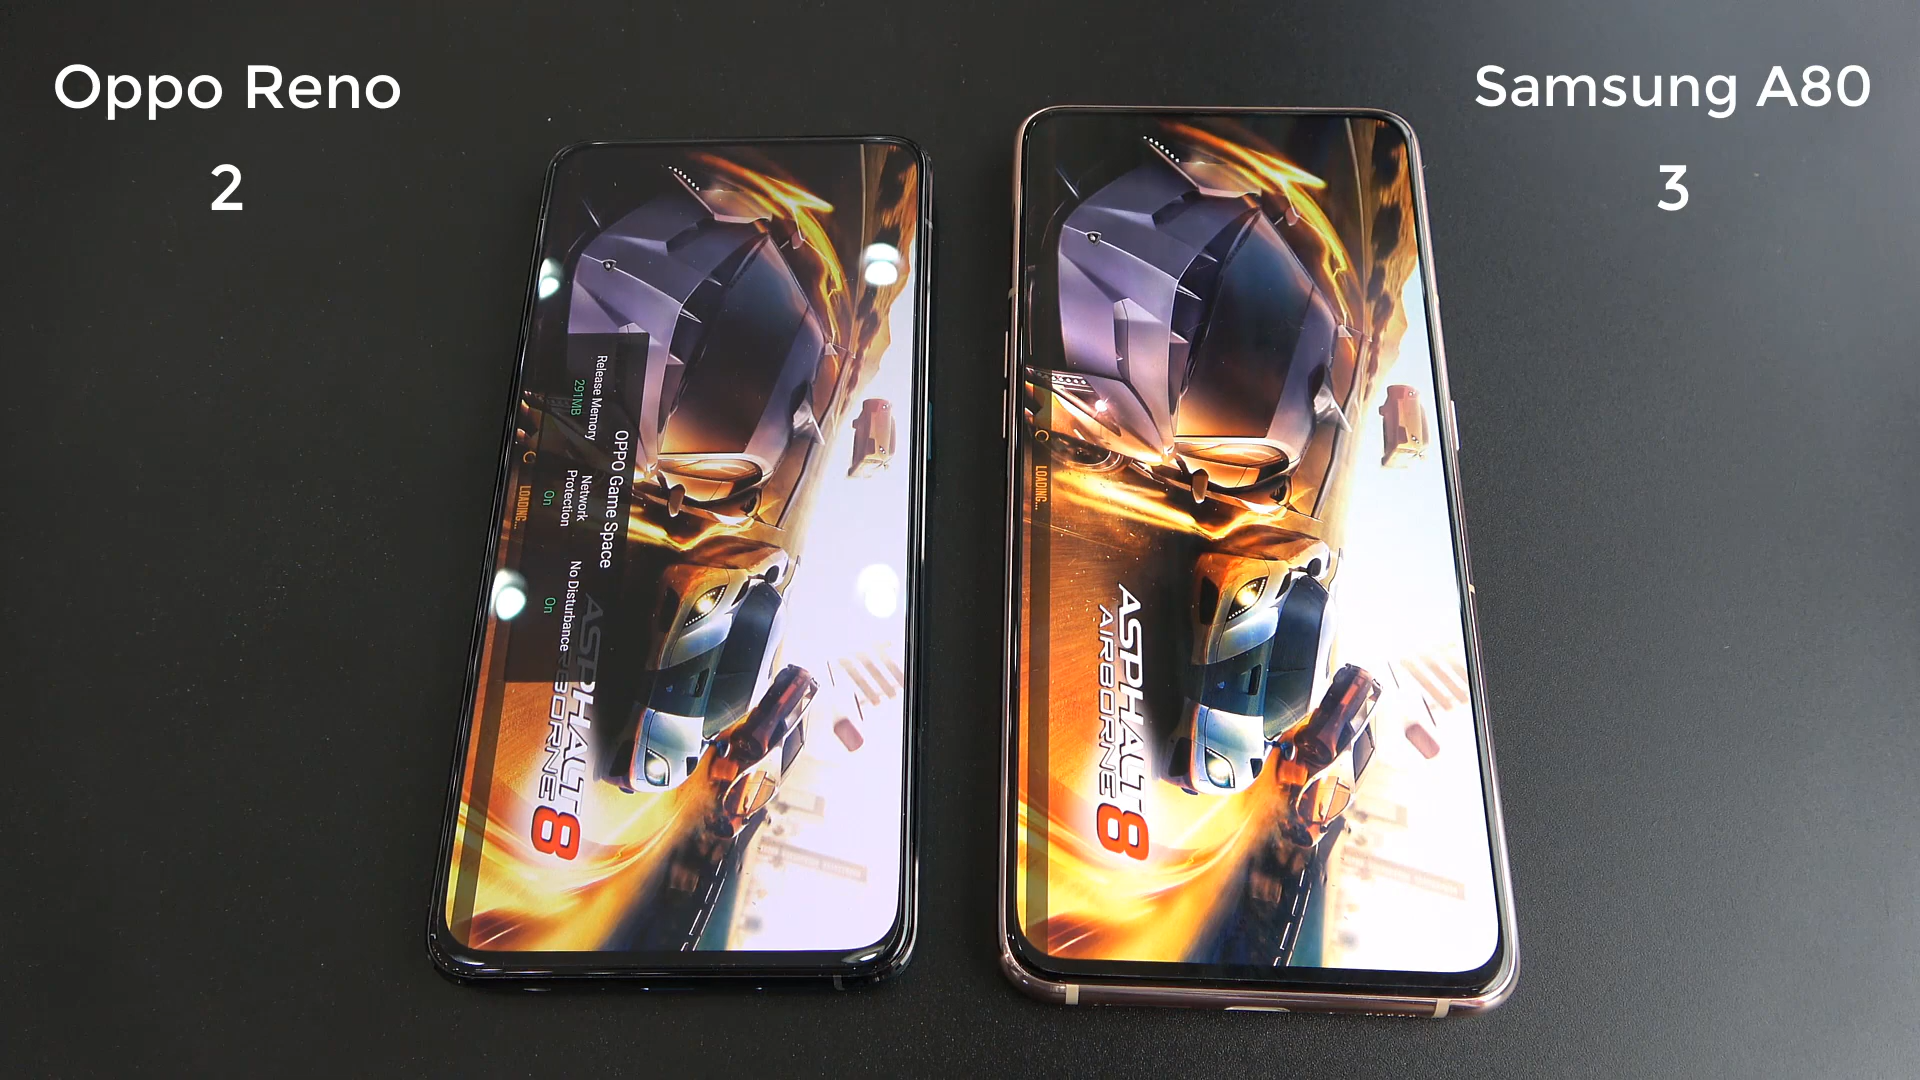 Oppo Reno
2
Samsung A80
3
OPPO Game Space
Release Memory
291MB
Network
Protection
On
No Disturbance
On
LOADING...
ASPHALT 8
AIRBORNE
LOADING...
ASPHALT 8
AIRBORNE